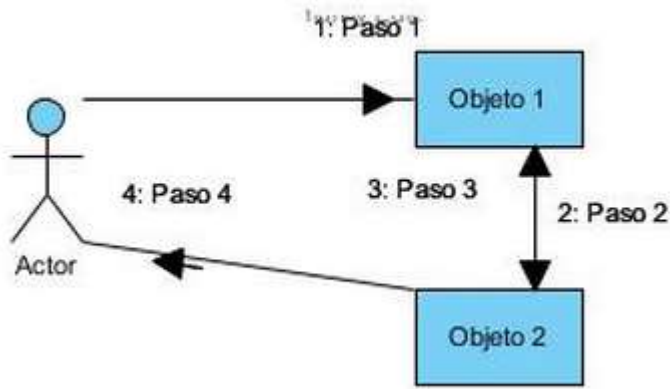 1: Paso 1
Objeto 1
4: Paso 4
3: Paso 3
2: Paso 2
Actor
Objeto 2